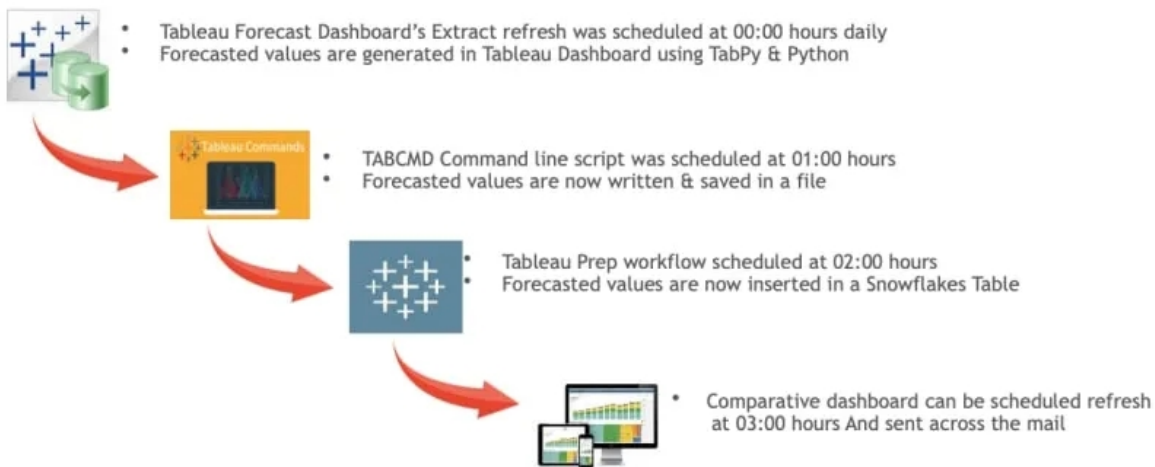 • Tableau Forecast Dashboard's Extract refresh was scheduled at 00:00 hours daily
• Forecasted values are generated in Tableau Dashboard using TabPy & Python
Tableau Commands
• TABCMD Command line script was scheduled at 01:00 hours
• Forecasted values are now written & saved in a file
• Tableau Prep workflow scheduled at 02:00 hours
• Forecasted values are now inserted in a Snowflakes Table
• Comparative dashboard can be scheduled refresh
at 03:00 hours And sent across the mail